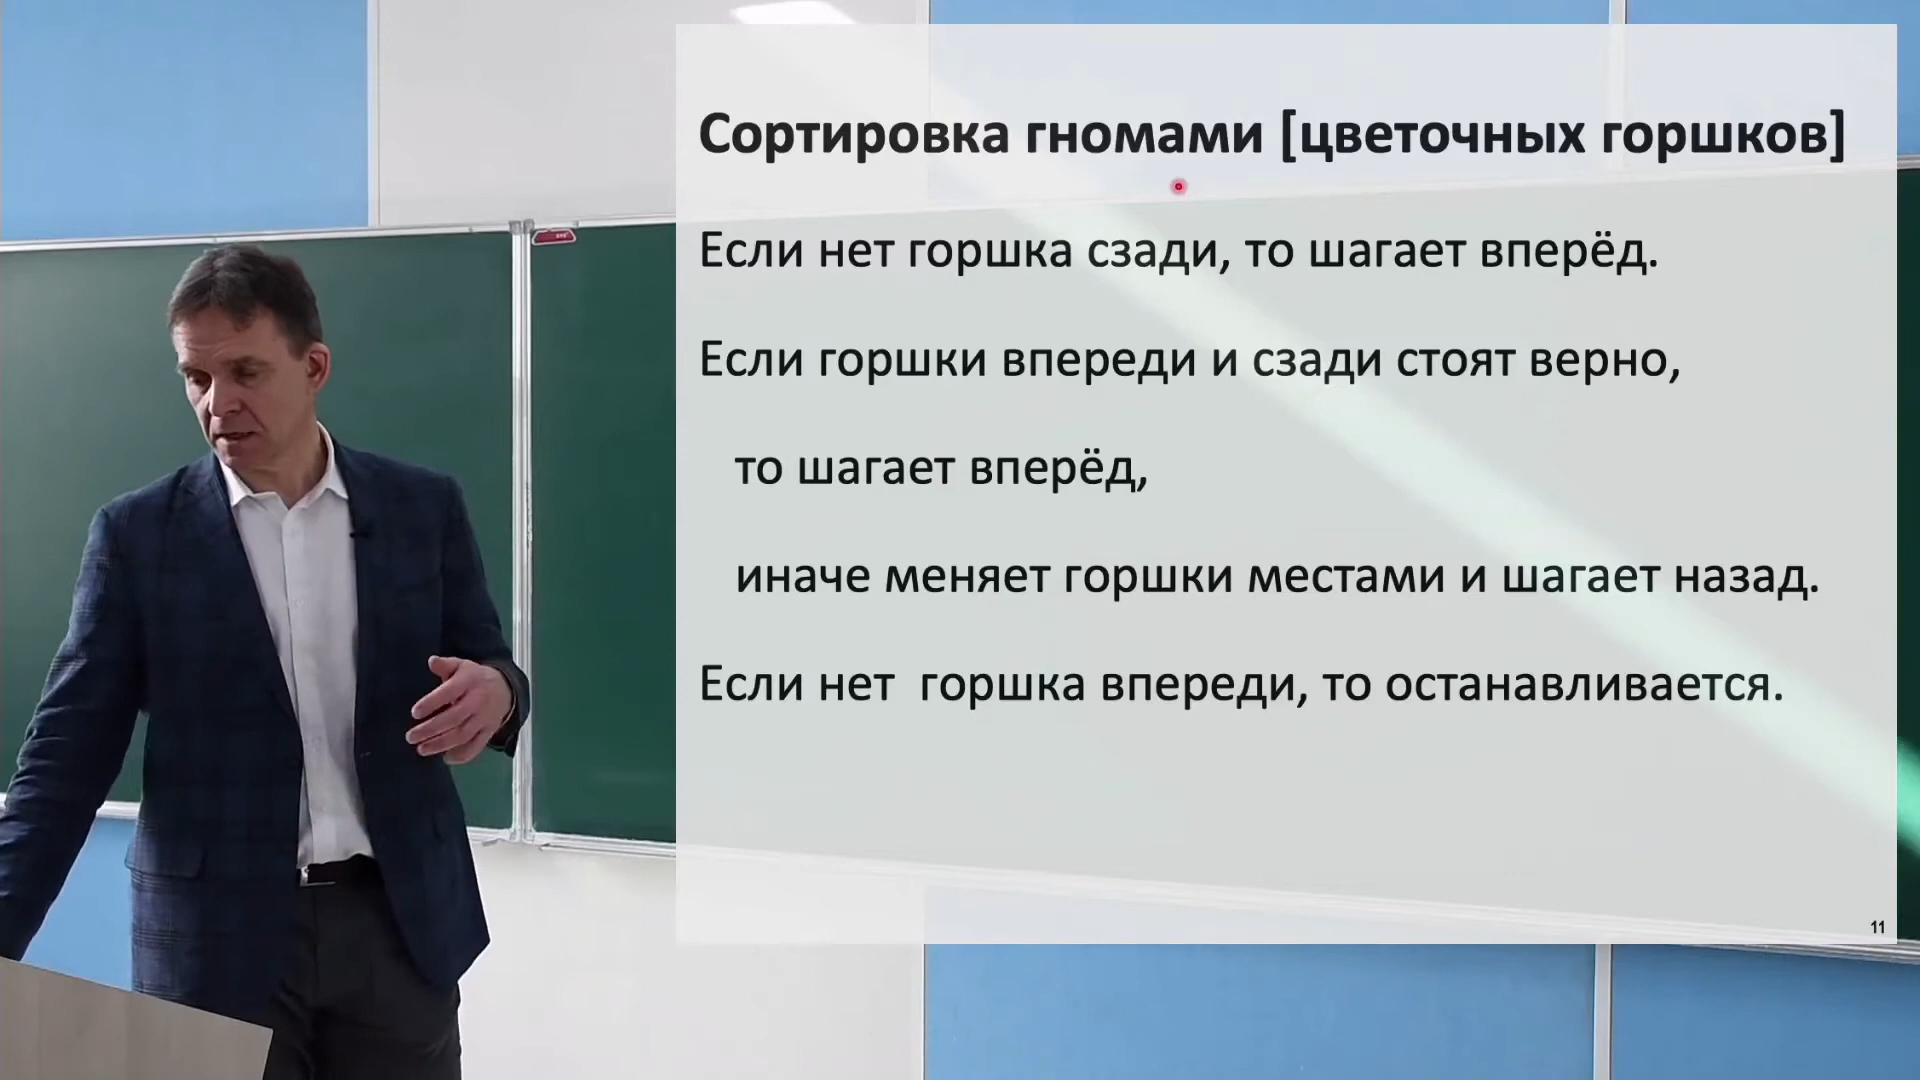 Сортировка гномами [цветочных горшков]
Если нет горшка сзади, то шагает вперёд.
Если горшки впереди и сзади стоят верно,
то шагает вперёд,
иначе меняет горшки местами и шагает назад.
Если нет  горшка впереди, то останавливается.
11